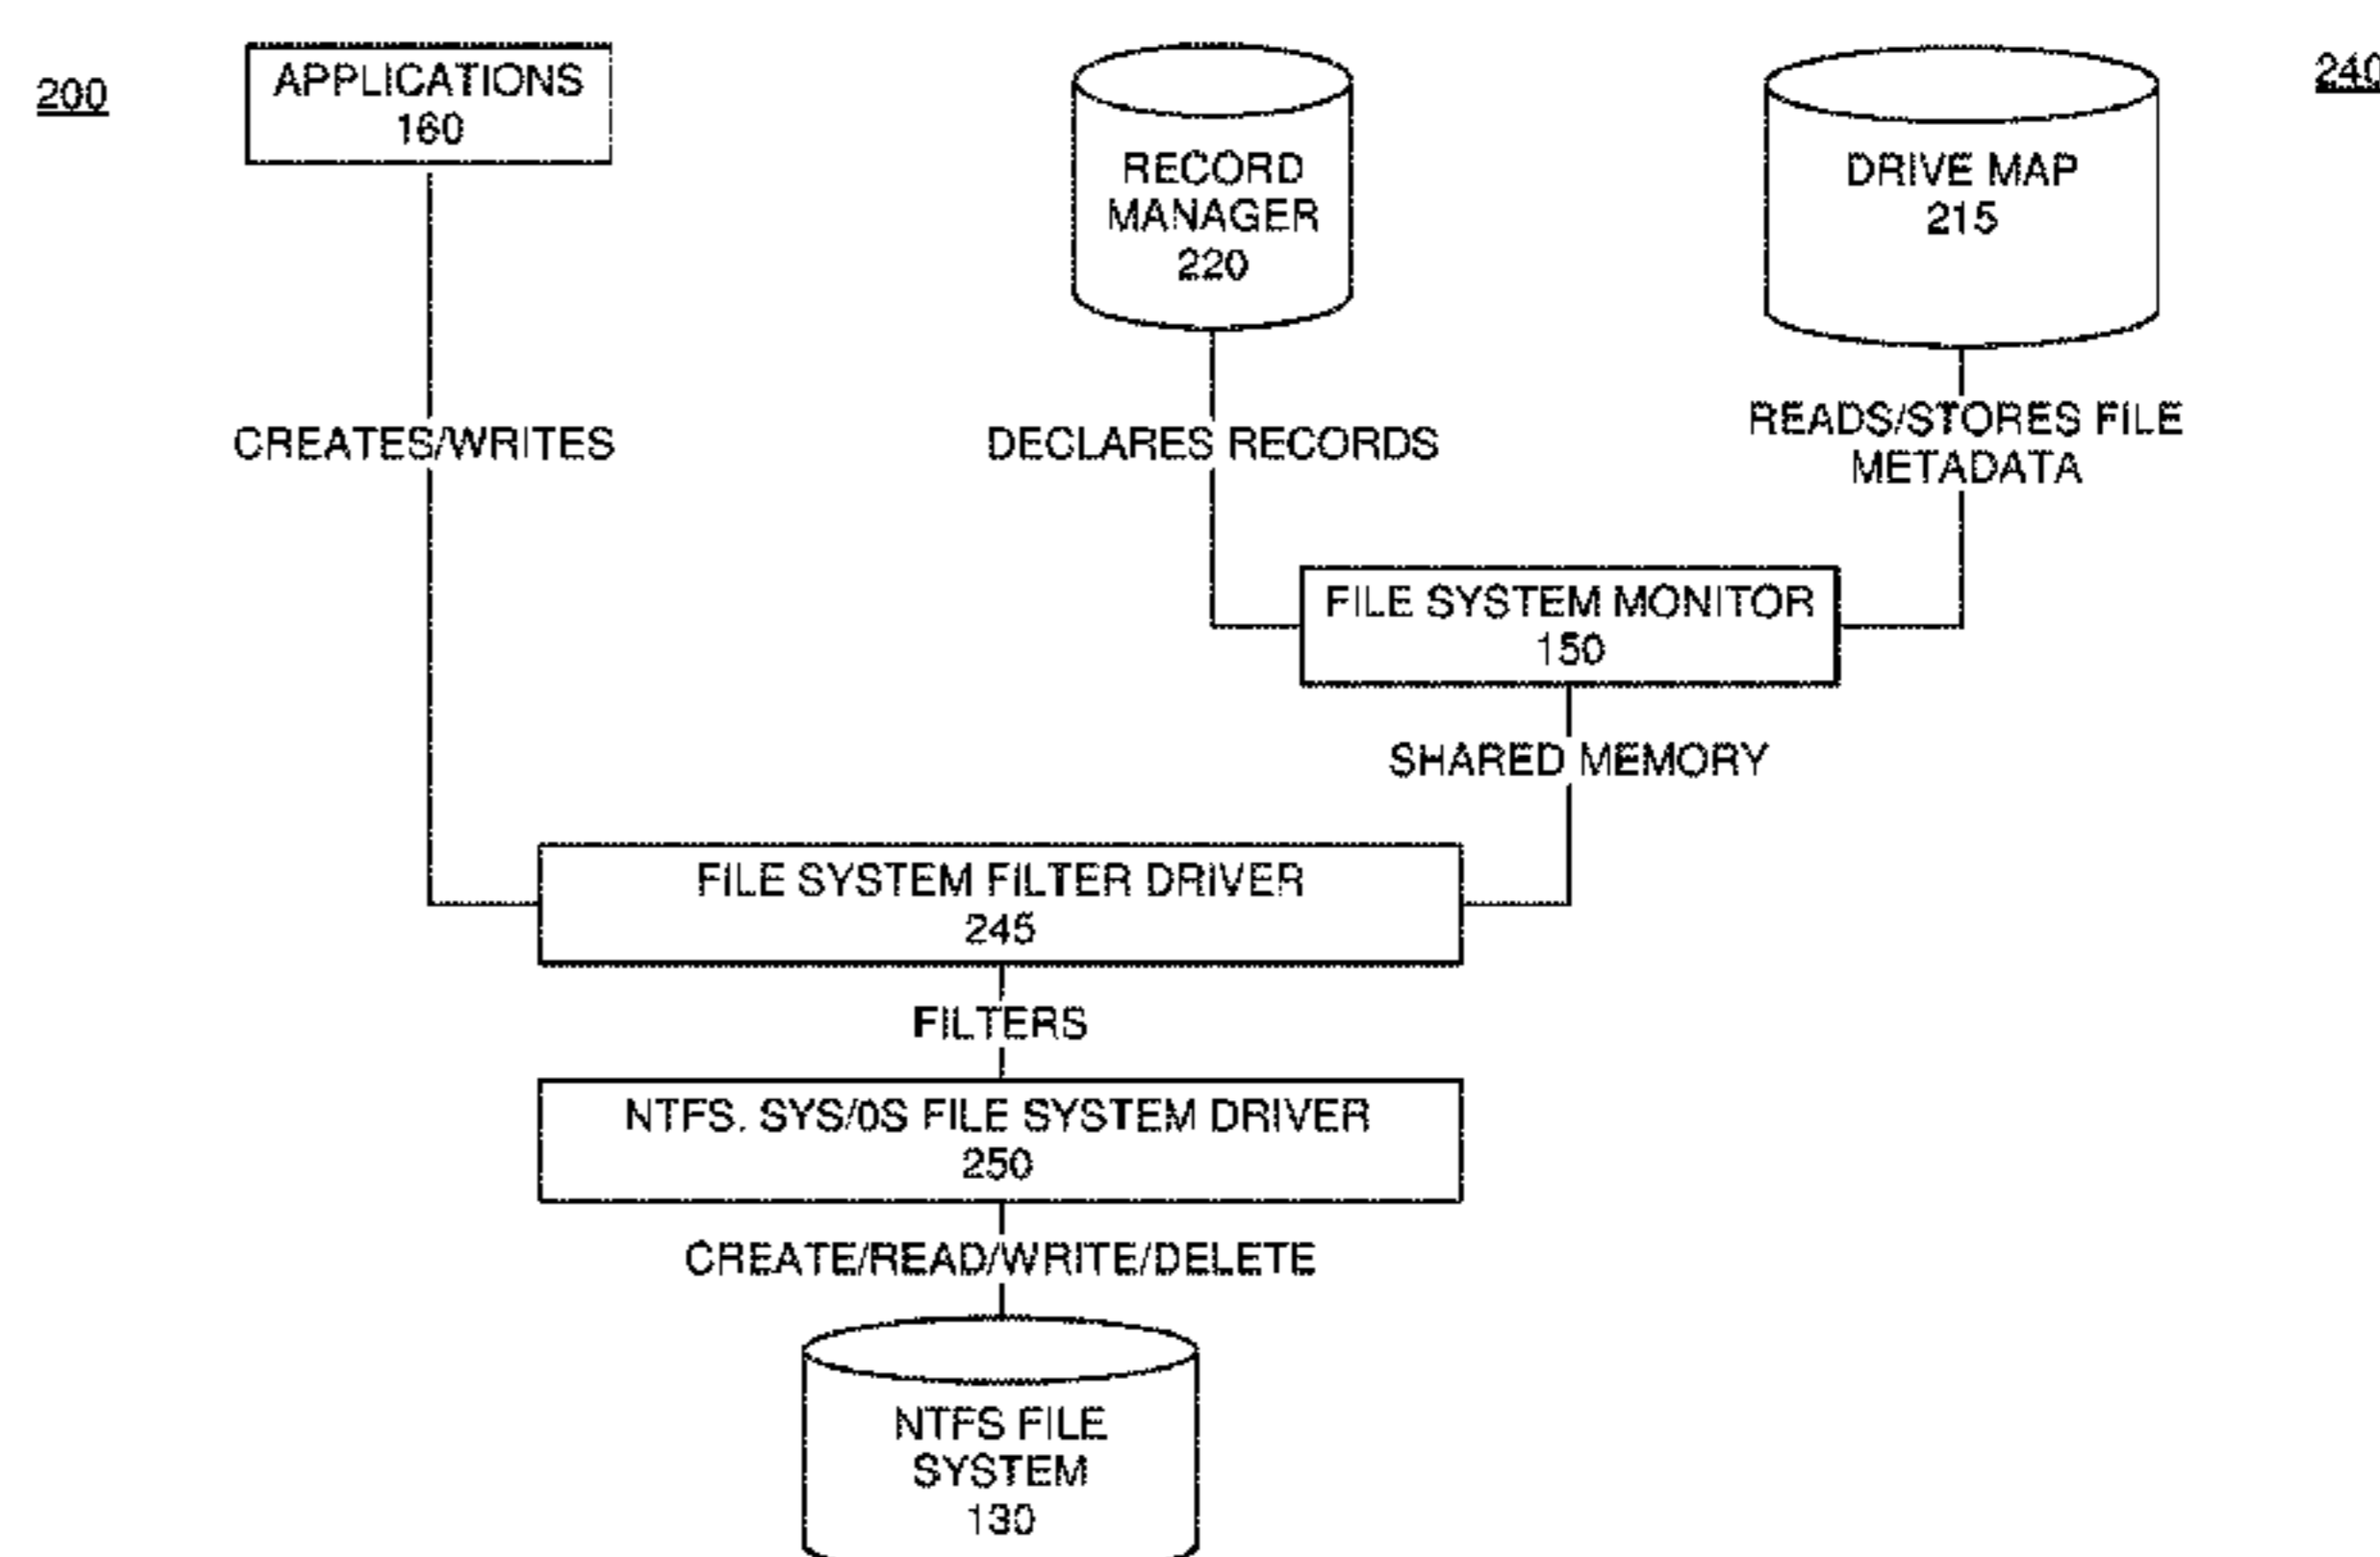 200
APPLICATIONS
160
RECORD
MANAGER
220
DRIVE MAP
215
240
CREATES/WRITES
DECLARES RECORDS
READS/STORES FILE
METADATA
FILE SYSTEM MONITOR
150
SHARED MEMORY
FILE SYSTEM FILTER DRIVER
245
FILTERS
NTFS. SYS/0S FILE SYSTEM DRIVER
250
CREATE/READ/WRITE/DELETE
NTFS FILE
SYSTEM
130